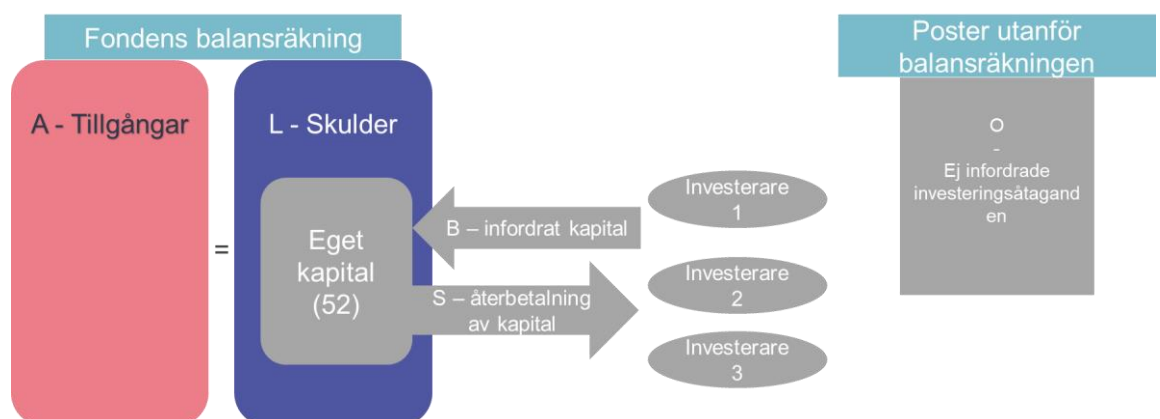 Fondens balansräkning
A - Tillgångar
=
L - Skulder
Eget
kapital
(52)
B – infordrat kapital
S – återbetalning
av kapital
Investerare
1
Investerare
2
Investerare
3
Poster utanför
balansräkningen
O
-
Ej infordrade
investeringsåtagand
en